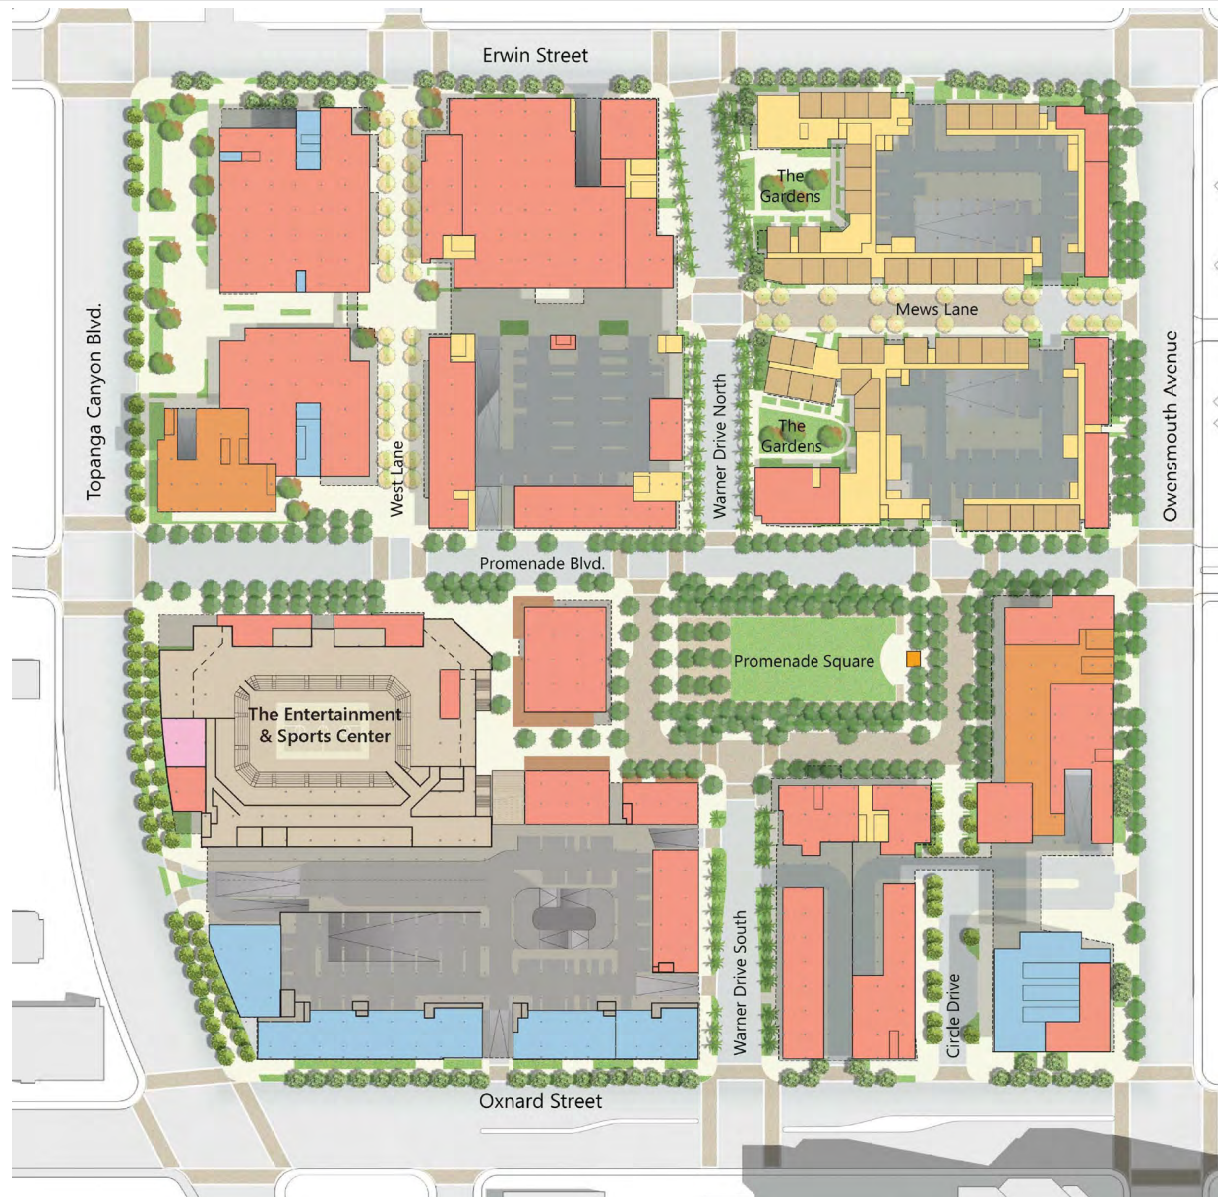 Erwin Street
The
Gardens
Mews Lane
Topanga Canyon Blvd.
West Lane
Warner Drive North
The
Gardens
Owensmouth Avenue
Promenade Blvd.
Promenade Square
The Entertainment
& Sports Center
Warner Drive South
Circle Drive
Oxnard Street